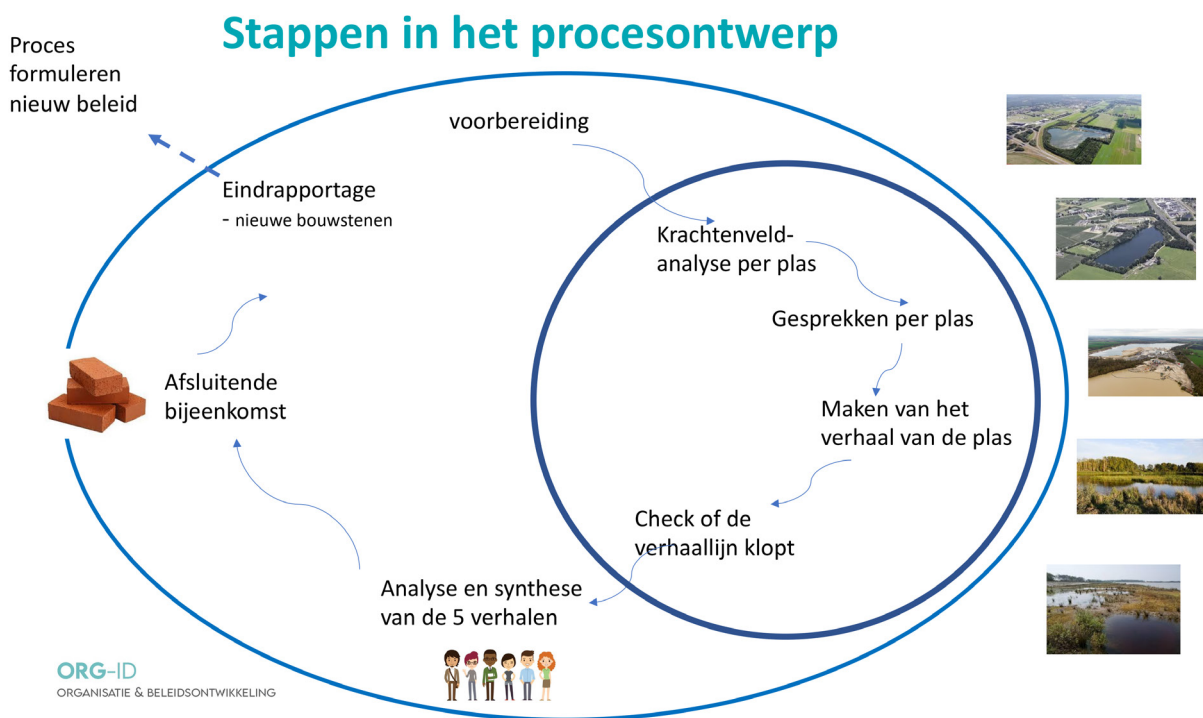 Stappen in het procesontwerp
Proces
formuleren
nieuw beleid
voorbereiding
Krachtenveld-
analyse per plas
Gesprekken per plas
Maken van het
verhaal van de plas
Check of de
verhaallijn klopt
Analyse en synthese
van de 5 verhalen
Afsluitende
bijeenkomst
Eindrapportage
- nieuwe bouwstenen
ORG-ID
ORGANISATIE & BELEIDSONTWIKKELING